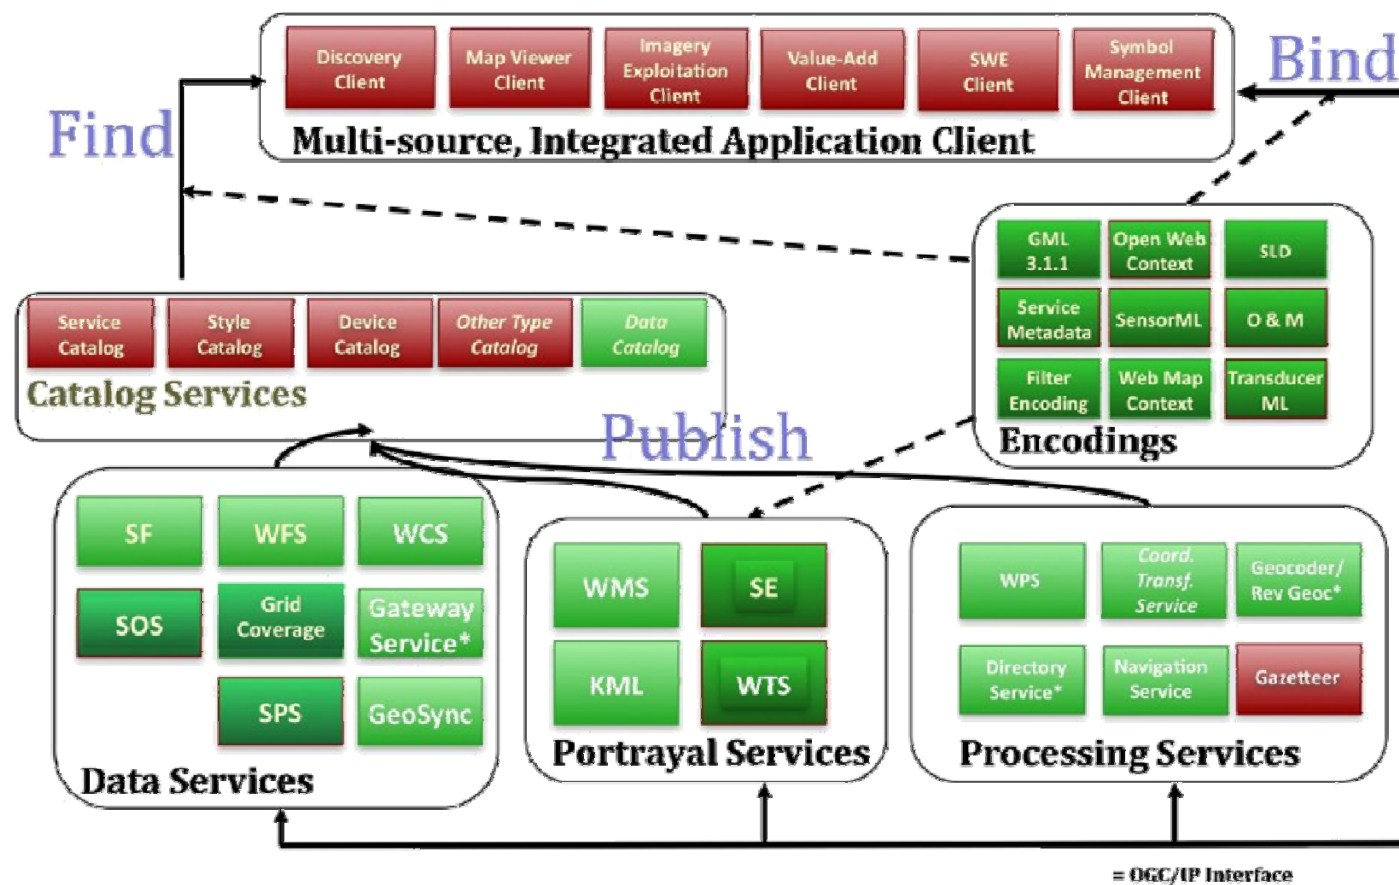 Discovery
Client
Map Viewer
Client
Imagery
Exploitation
Client
Value-Add
Client
SWE
Client
Symbol
Management
Client
Multi-source, Integrated Application Client
Bind
Find
GML
3.1.1
Open Web
Context
SLD
Service
Metadata
SensorML
O & M
Filter
Encoding
Web Map
Context
Transducer
ML
Encodings
Service
Catalog
Style
Catalog
Device
Catalog
Other Type
Catalog
Data
Catalog
Catalog Services
Publish
SF
WFS
WCS
SOS
Grid
Coverage
Gateway
Service*
SPS
GeoSync
Data Services
WMS
SE
KML
WTS
Portrayal Services
WPS
Coord.
Transf.
Service
Geocoder/
Rev Geoc*
Directory
Service*
Navigation
Service
Gazetteer
Processing Services
= OGC/IP Interface